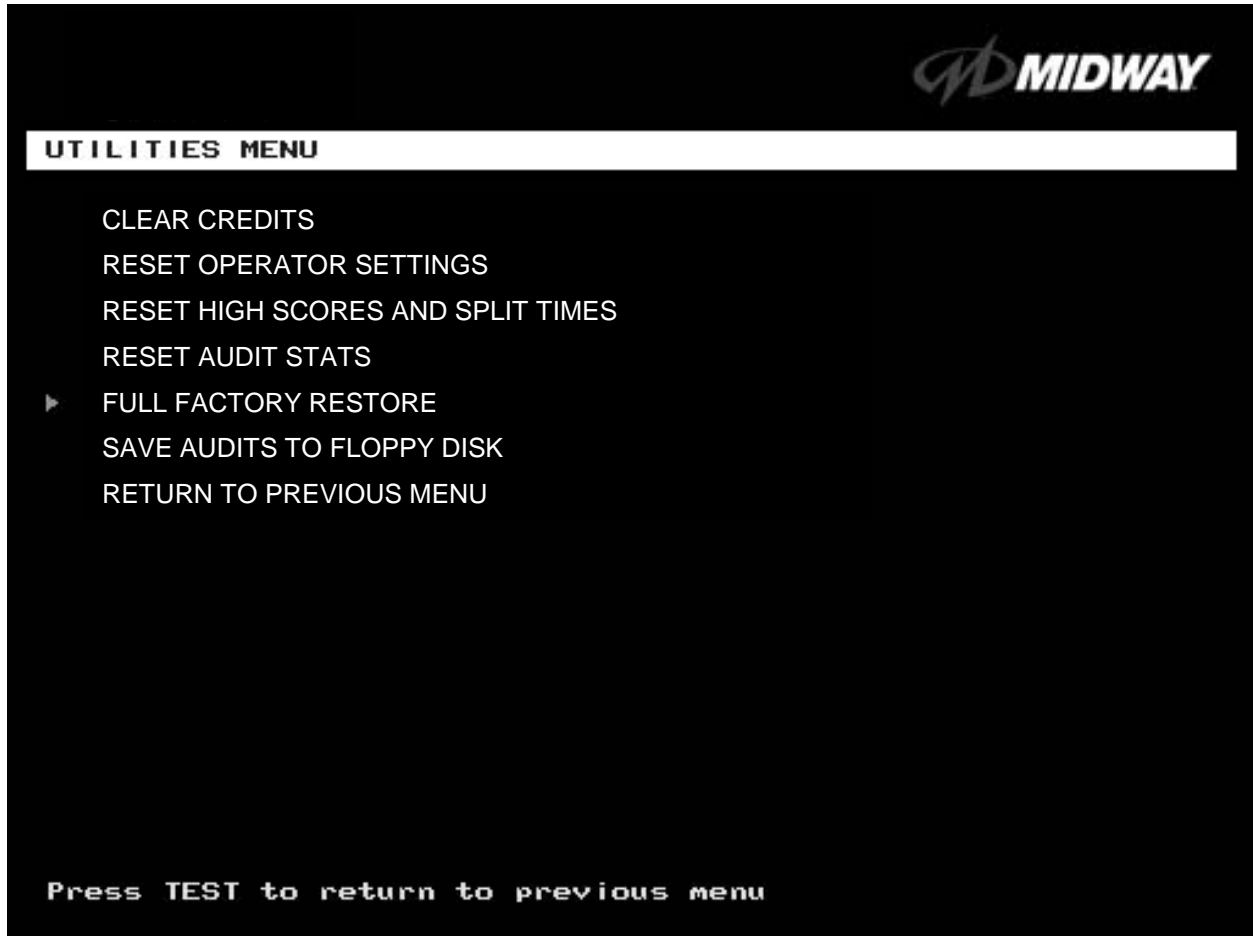 MIDWAY
UTILITIES MENU
CLEAR CREDITS
RESET OPERATOR SETTINGS
RESET HIGH SCORES AND SPLIT TIMES
RESET AUDIT STATS
FULL FACTORY RESTORE
SAVE AUDITS TO FLOPPY DISK
RETURN TO PREVIOUS MENU
Press TEST to return to previous menu